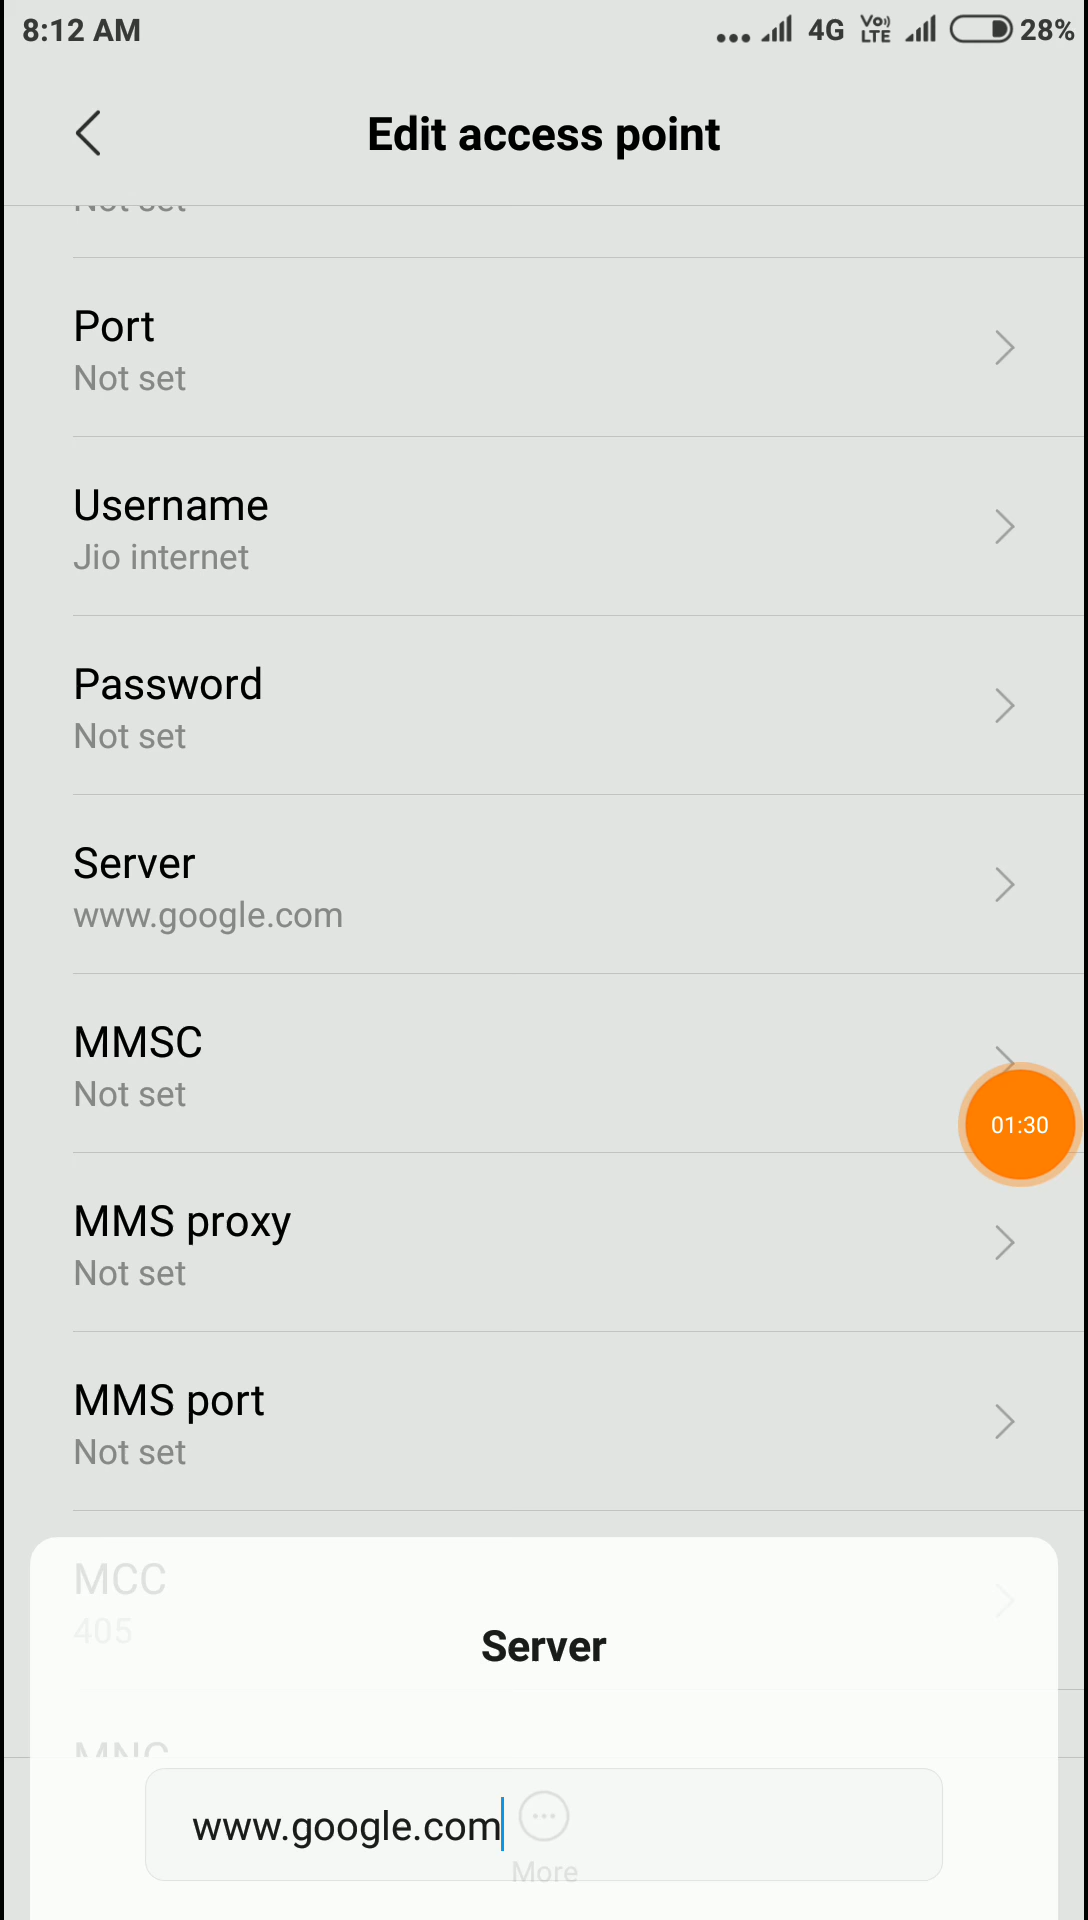 8:12 AM
4G Vo LTE 28%
Edit access point
Not set
Port
Not set
Username
Jio internet
Password
Not set
Server
www.google.com
MMSC
Not set
01:30
MMS proxy
Not set
MMS port
Not set
MCC
405
Server
MNC
www.google.com
More